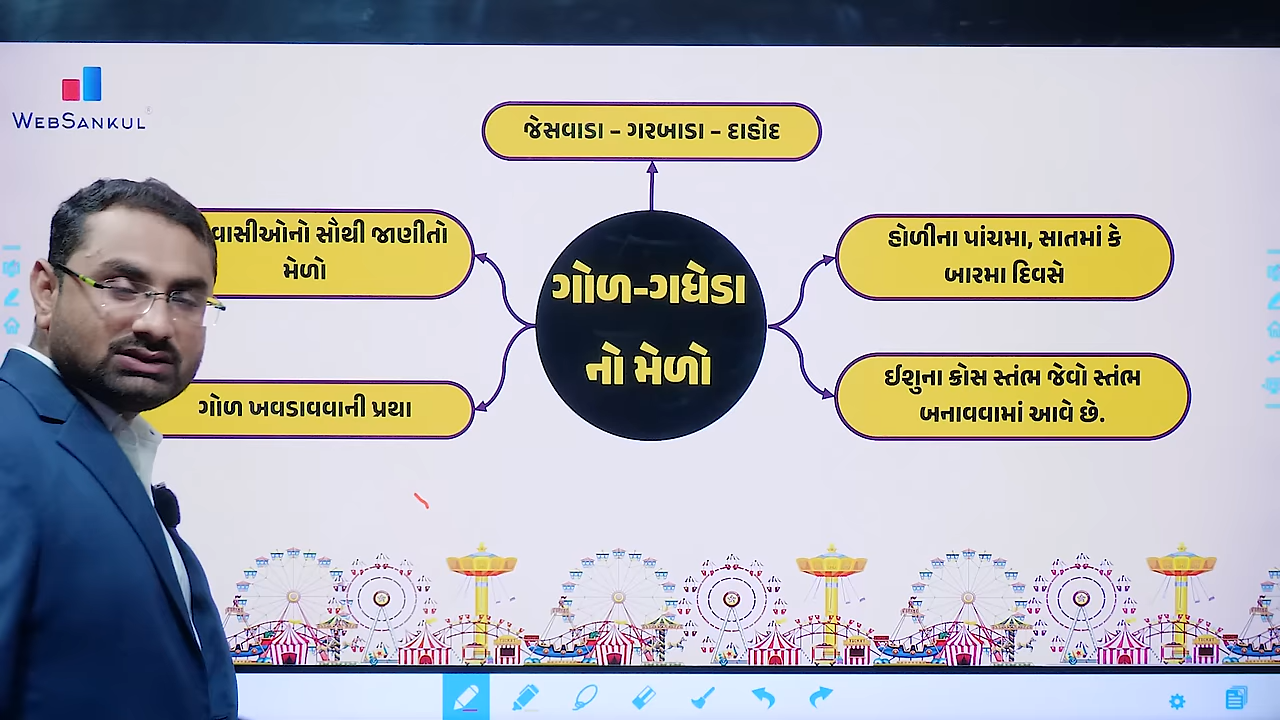 WEBSANKUL
જેસવાડા – ગરબાડા – દાહોદ
વાસીઓનો સૌથી જાણીતો
મેળો
હોળીના પાંચમા, સાતમાં કે
બારમા દિવસે
ગોળ-ગધેડા
નો મેળો
ગોળ ખવડાવવાની પ્રથા
ઈશુના ક્રોસ સ્તંભ જેવો સ્તંભ
બનાવવામાં આવે છે.